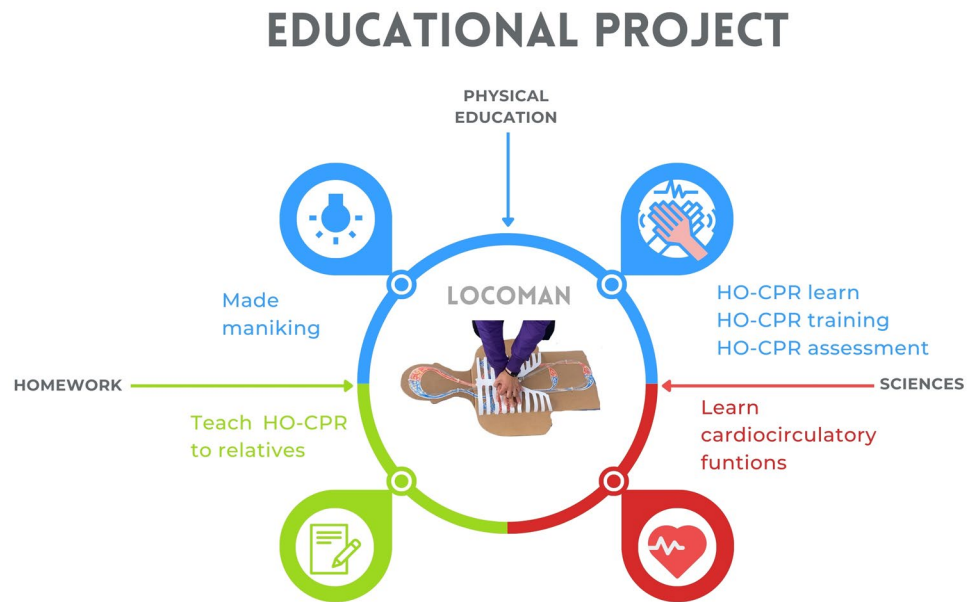 EDUCATIONAL PROJECT
PHYSICAL
EDUCATION
LOCOMAN
Made
maniking
HO-CPR learn
HO-CPR training
HO-CPR assessment
HOMEWORK
SCIENCES
Teach HO-CPR
to relatives
Learn
cardiocirculatory
funtions